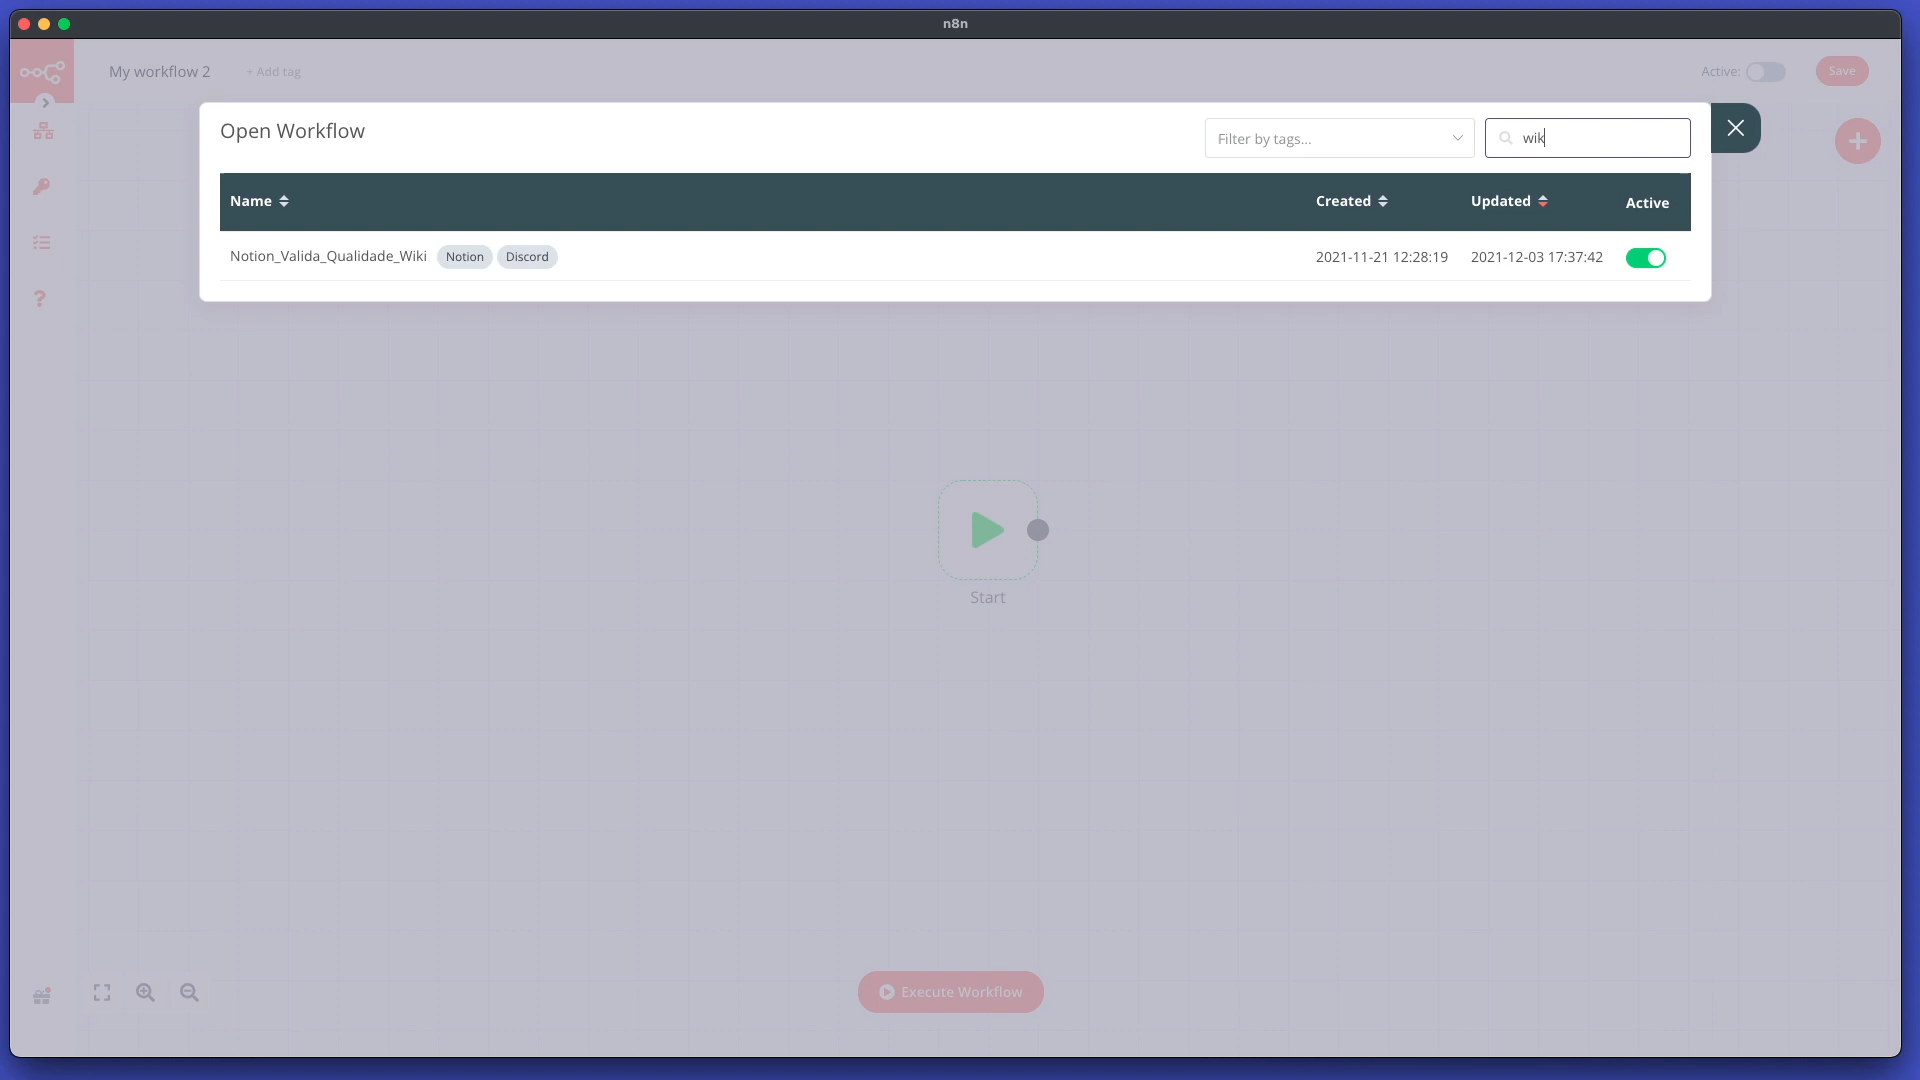 n8n
My workflow 2
+ Add tag
Active:
Save
Open Workflow
Filter by tags...
wik
Name
Created
Updated
Active
Notion_Valida_Qualidade_Wiki
Notion
Discord
2021-11-21 12:28:19
2021-12-03 17:37:42
Start
Execute Workflow